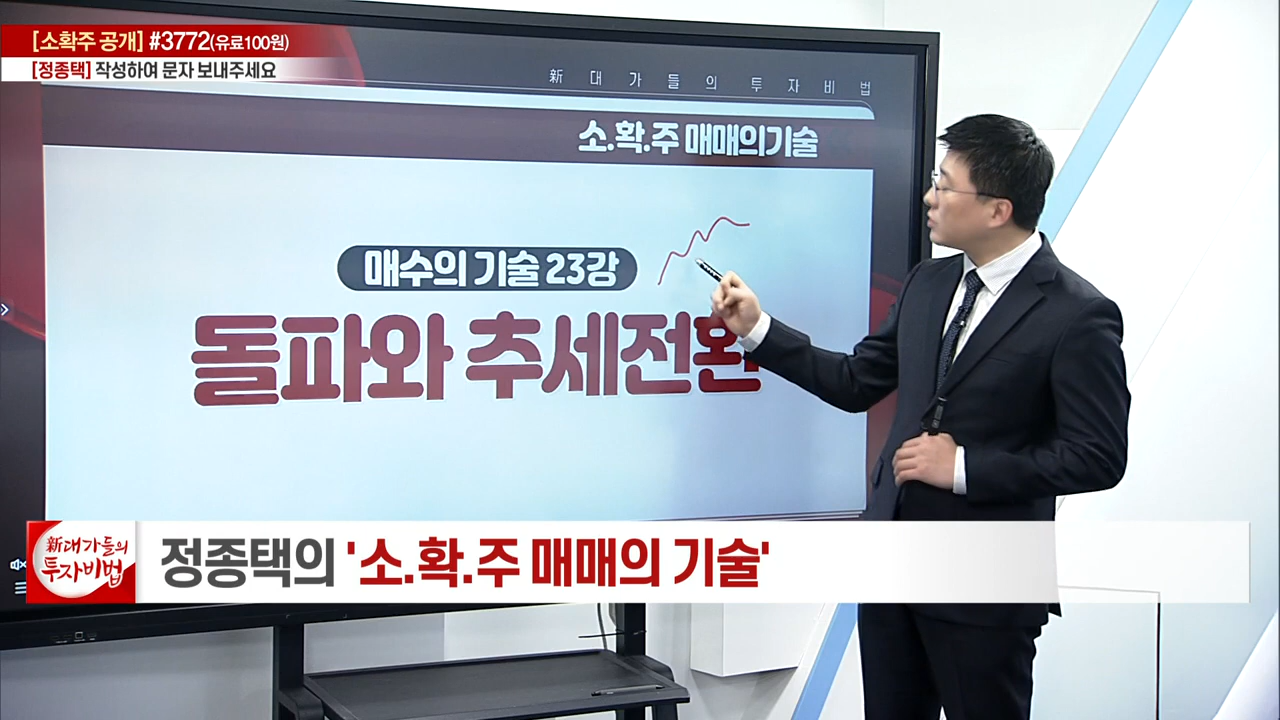 [소확주 공개] #3772(유료100원)
[정종택] 작성하여 문자 보내주세요
新 대 가 들 의 투 자 비 법
소.확.주 매매의기술
매수의 기술 23강
돌파와 추세전환
新대가들의
투자비법
정종택의 '소.확.주 매매의 기술'